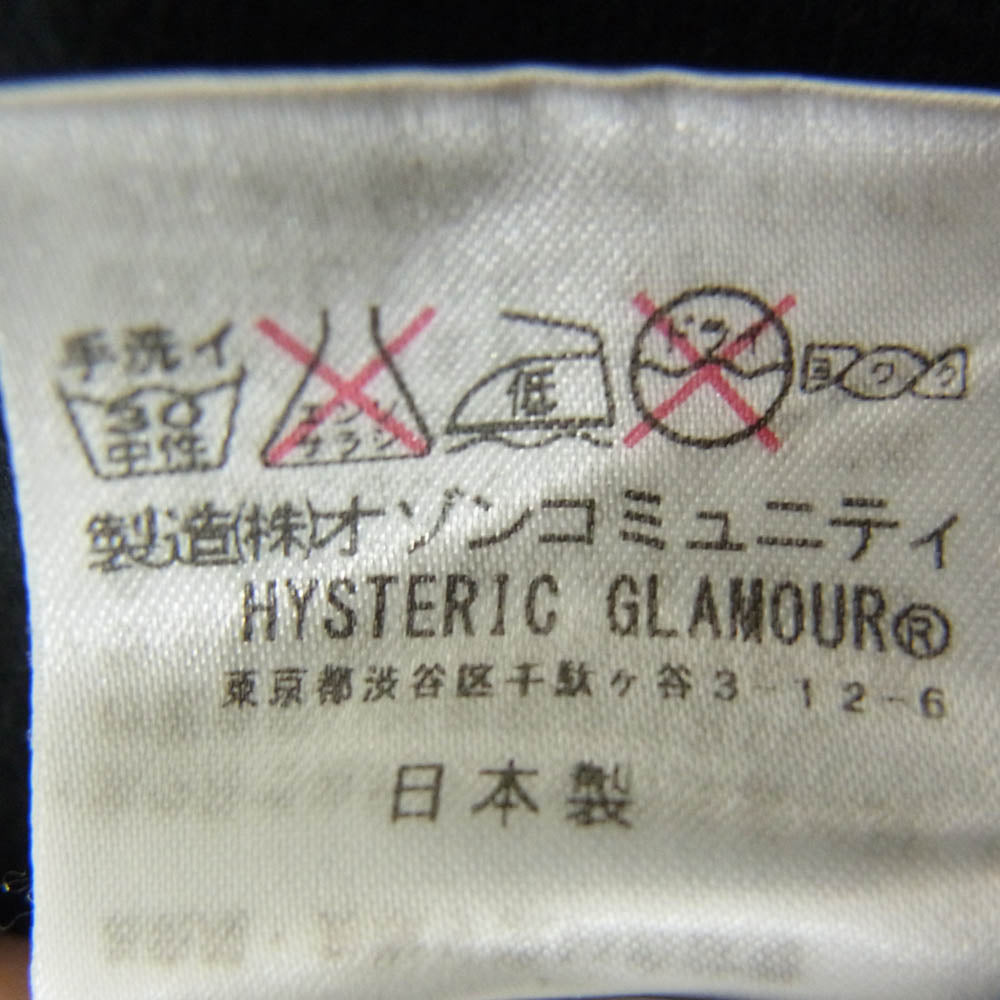 手洗イ 30 中性 エンソサラシ 低 ドライ ヨワク
製造(株)オゾンコミュニティ
HYSTERIC GLAMOUR®
東京都渋谷区千駄ヶ谷3-12-6
日本製